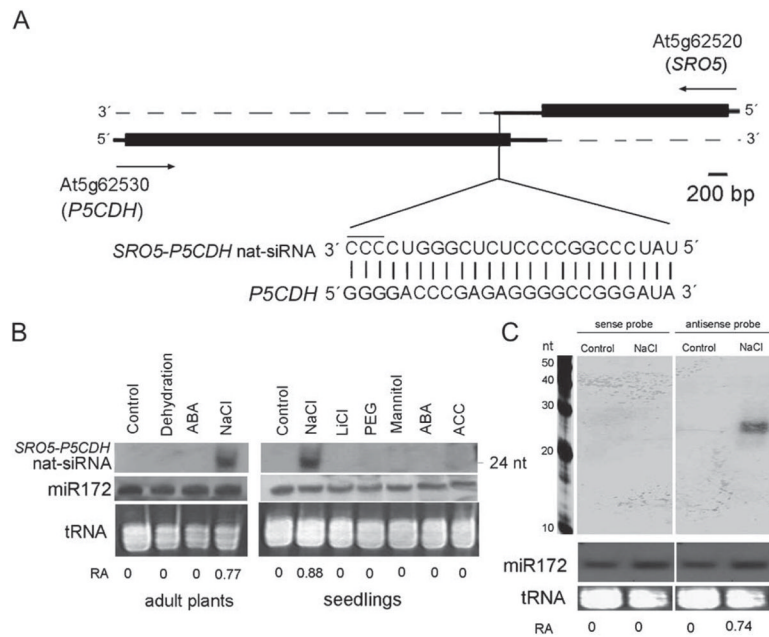 A
At5g62520
(SRO5)
3´ 5´
5´ 3´
At5g62530
(P5CDH)
200 bp
SRO5-P5CDH nat-siRNA 3´ CCCCUGGGCUCUCCCCGGCCCUAU 5´
P5CDH 5´ GGGGACCCGAGAGGGGCCGGGAUA 3´
B
Control Dehydration ABA NaCl Control NaCl LiCl PEG Mannitol ABA ACC
SRO5-P5CDH
nat-siRNA 24 nt
miR172
tRNA
RA 0 0 0 0.77 0 0.88 0 0 0 0 0
adult plants seedlings
C
sense probe antisense probe
nt Control NaCl Control NaCl
50
40
30
20
10
miR172
tRNA
RA 0 0 0 0.74